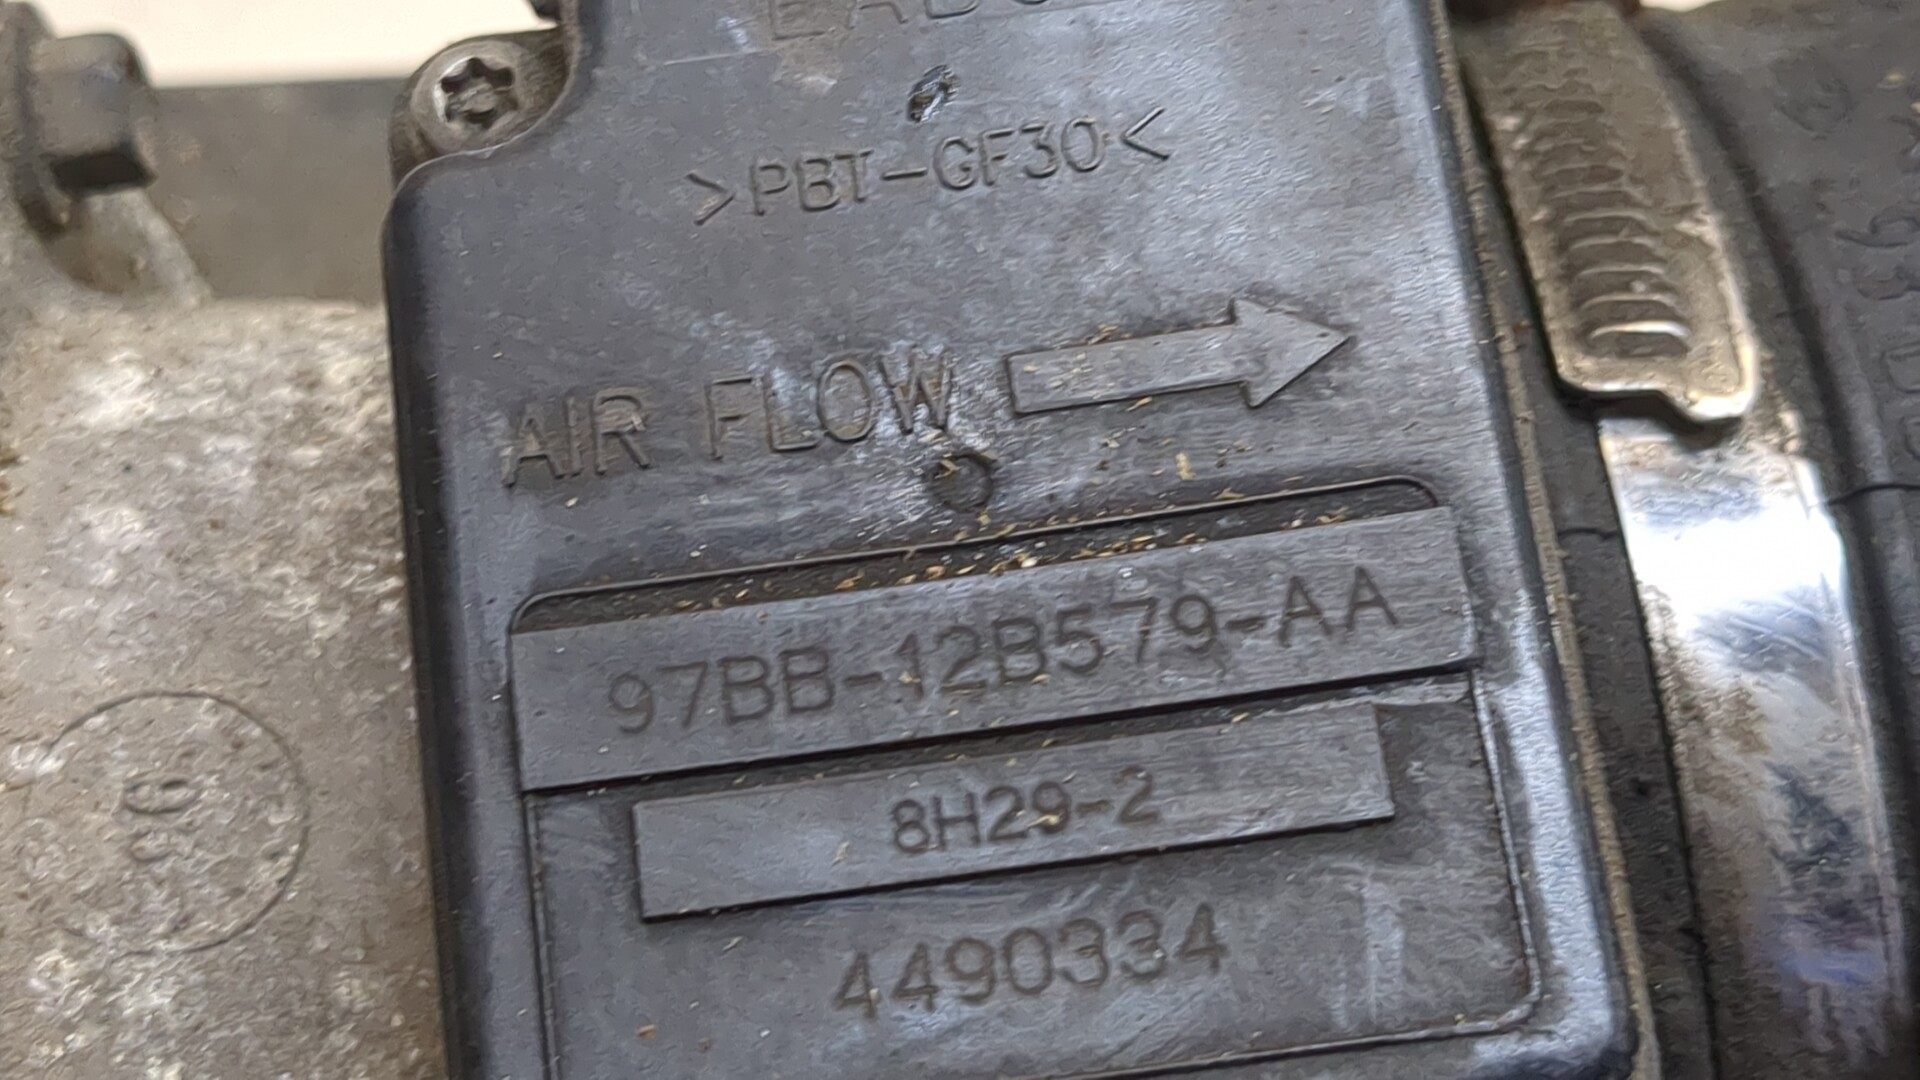 >PBT-GF30<
AIR FLOW
97BB-12B579-AA
8H29-2
4490334